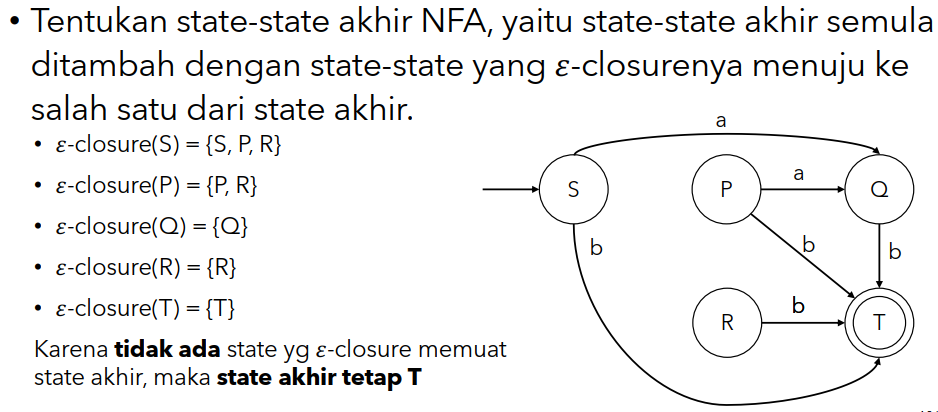 • Tentukan state-state akhir NFA, yaitu state-state akhir semula
ditambah dengan state-state yang ε-closurenya menuju ke
salah satu dari state akhir.
• ε-closure(S) = {S, P, R}
• ε-closure(P) = {P, R}
• ε-closure(Q) = {Q}
• ε-closure(R) = {R}
• ε-closure(T) = {T}
Karena tidak ada state yg ε-closure memuat
state akhir, maka state akhir tetap T
a
S
P
a
Q
b
b
b
R
b
T